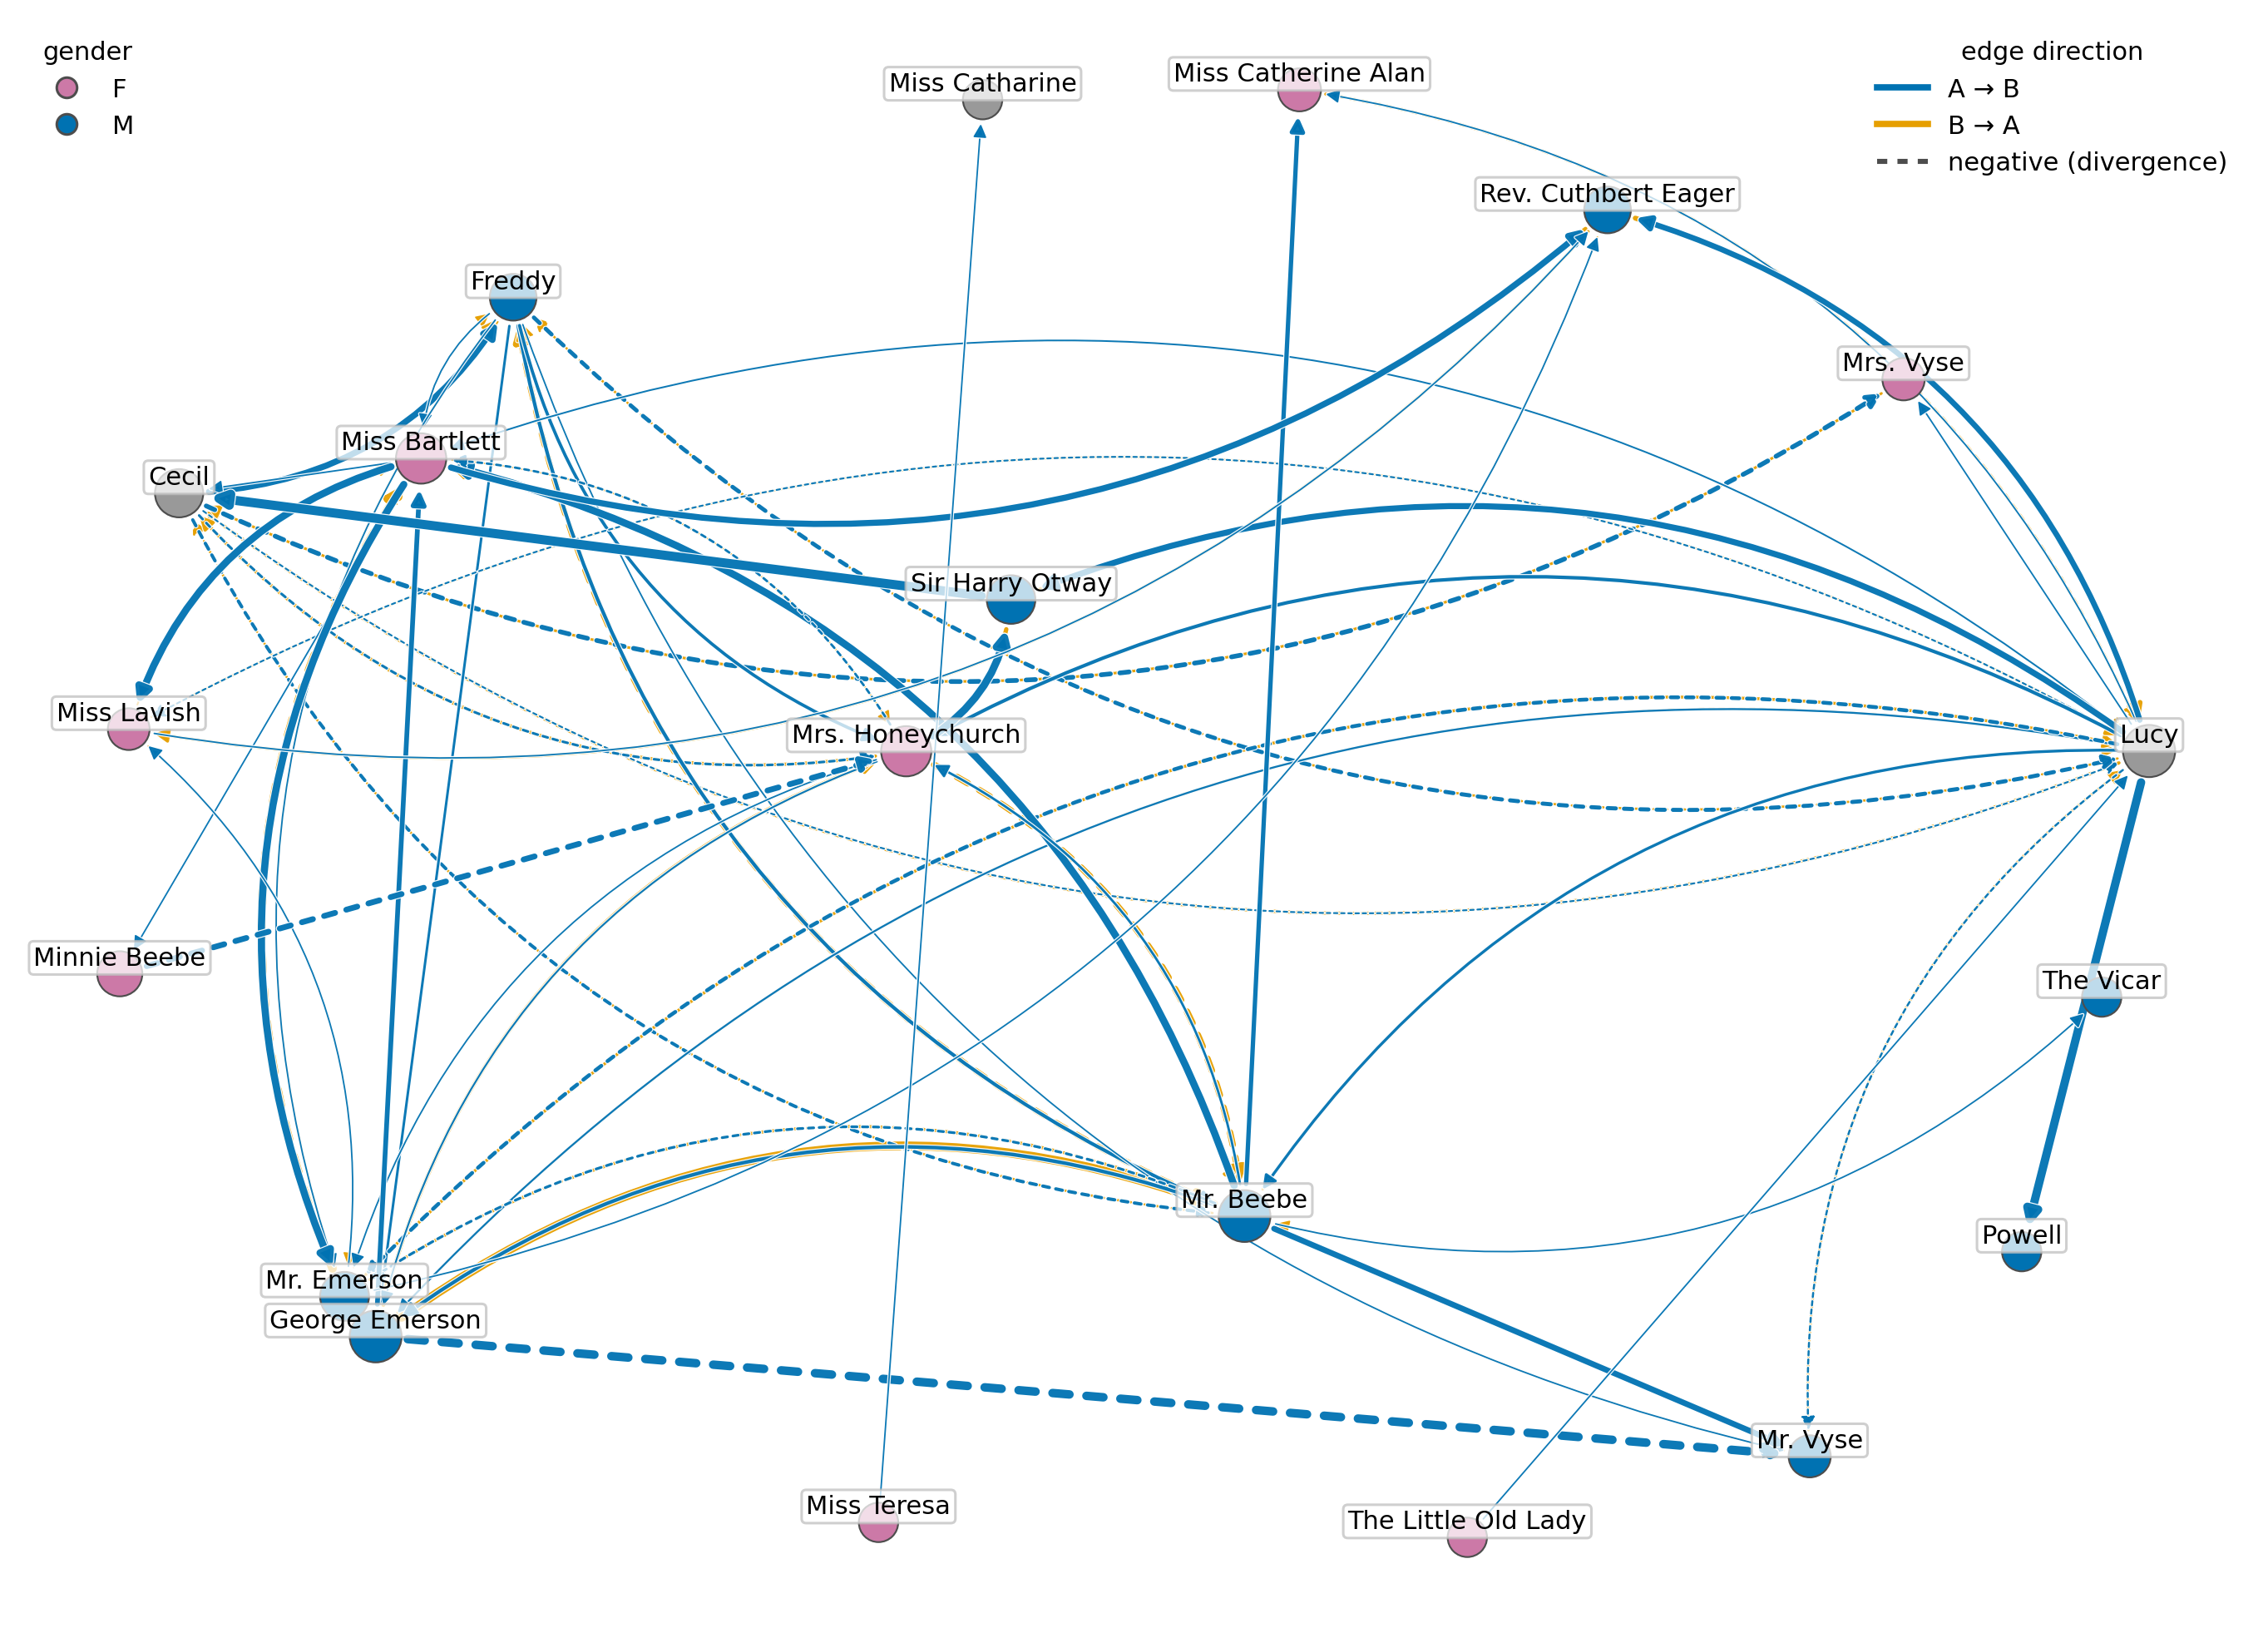 gender
F
M
edge direction
A → B
B → A
negative (divergence)
Miss Catharine
Miss Catherine Alan
Rev. Cuthbert Eager
Freddy
Mrs. Vyse
Miss Bartlett
Cecil
Sir Harry Otway
Miss Lavish
Mrs. Honeychurch
Lucy
Minnie Beebe
The Vicar
Mr. Beebe
Powell
Mr. Emerson
George Emerson
Mr. Vyse
Miss Teresa
The Little Old Lady